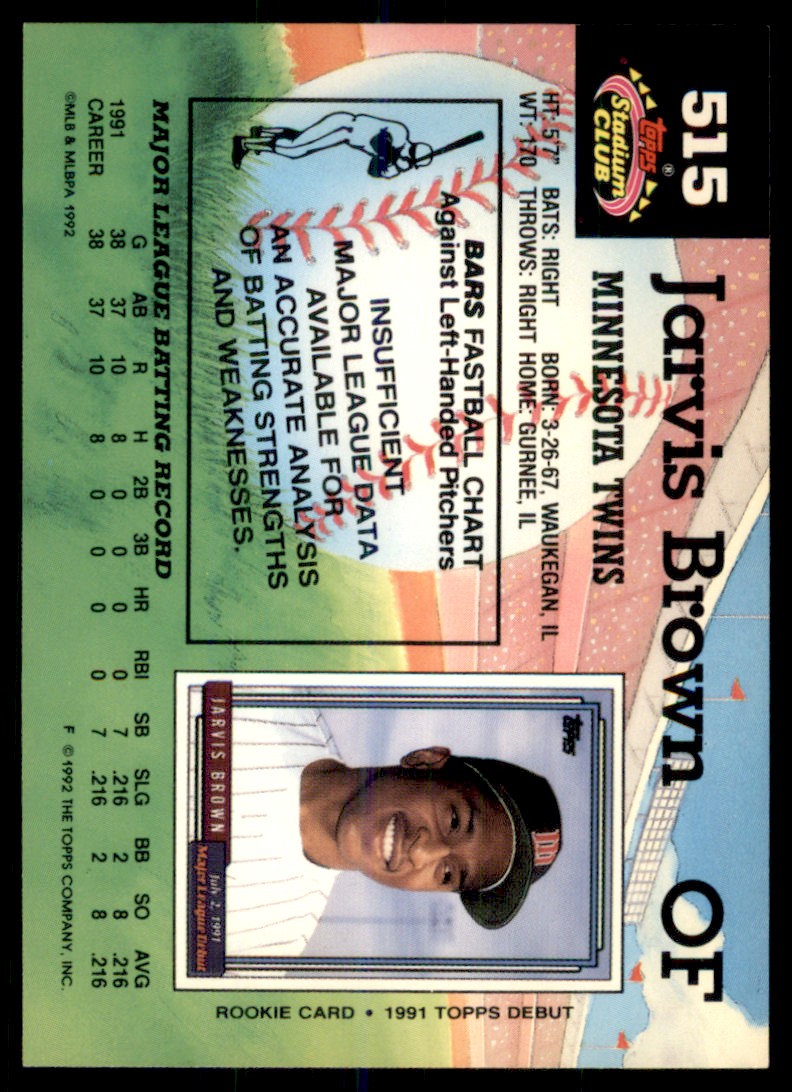 515
Jarvis Brown OF
TOPPS ®
Stadium
CLUB
MINNESOTA TWINS
HT: 5'7" BATS: RIGHT BORN: 3-26-67, WAUKEGAN, IL
WT: 170 THROWS: RIGHT HOME: GURNEE, IL
BARS FASTBALL CHART
Against Left-Handed Pitchers
INSUFFICIENT
MAJOR LEAGUE DATA
AVAILABLE FOR
AN ACCURATE ANALYSIS
OF BATTING STRENGTHS
AND WEAKNESSES.
TOPPS
JARVIS BROWN
July 2, 1991
Major League Debut
ROOKIE CARD • 1991 TOPPS DEBUT
MAJOR LEAGUE BATTING RECORD
G AB R H 2B 3B HR RBI SB SLG BB SO AVG
1991 38 37 10 8 0 0 0 0 7 .216 2 8 .216
CAREER 38 37 10 8 0 0 0 0 7 .216 2 8 .216
©MLB & MLBPA 1992 F ©1992 THE TOPPS COMPANY, INC.